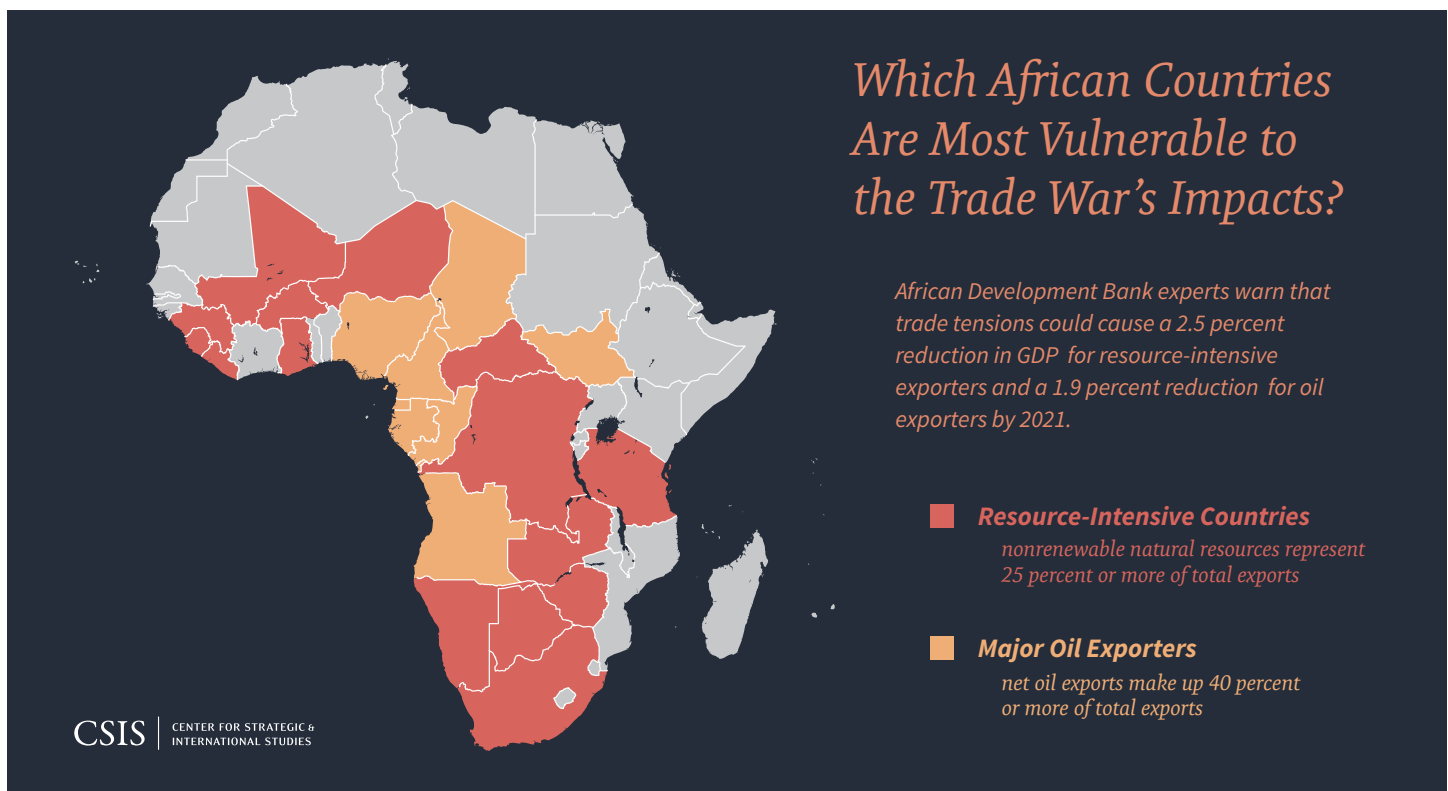 Which African Countries
Are Most Vulnerable to
the Trade War’s Impacts?
African Development Bank experts warn that
trade tensions could cause a 2.5 percent
reduction in GDP for resource-intensive
exporters and a 1.9 percent reduction for oil
exporters by 2021.
Resource-Intensive Countries
nonrenewable natural resources represent
25 percent or more of total exports
Major Oil Exporters
net oil exports make up 40 percent
or more of total exports
CSIS
CENTER FOR STRATEGIC &
INTERNATIONAL STUDIES